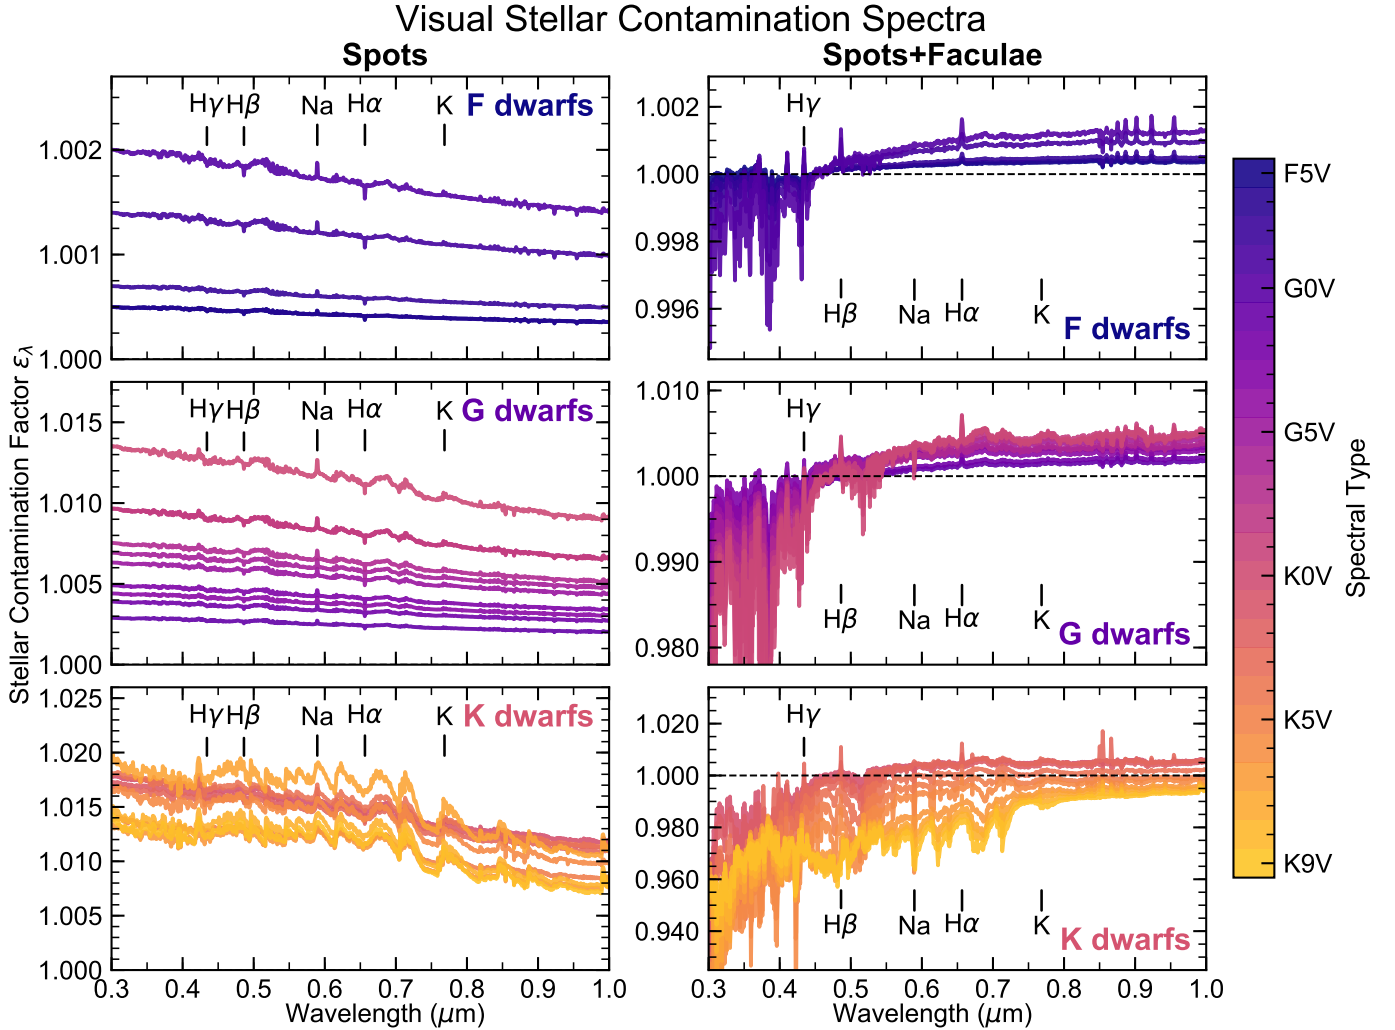 Visual Stellar Contamination Spectra
Spots
Spots+Faculae
Stellar Contamination Factor ελ
Hγ Hβ Na Hα K F dwarfs
1.002
1.001
1.000
Hγ
1.002
1.000
0.998
0.996
Hβ Na Hα K
F dwarfs
Hγ Hβ Na Hα K G dwarfs
1.015
1.010
1.005
1.000
Hγ
1.010
1.000
0.990
0.980
Hβ Na Hα K
G dwarfs
Hγ Hβ Na Hα K K dwarfs
1.025
1.020
1.015
1.010
1.005
1.000
0.3 0.4 0.5 0.6 0.7 0.8 0.9 1.0
Wavelength (μm)
Hγ
1.020
1.000
0.980
0.960
0.940
Hβ Na Hα K
K dwarfs
0.3 0.4 0.5 0.6 0.7 0.8 0.9 1.0
Wavelength (μm)
F5V
G0V
G5V
K0V
K5V
K9V
Spectral Type